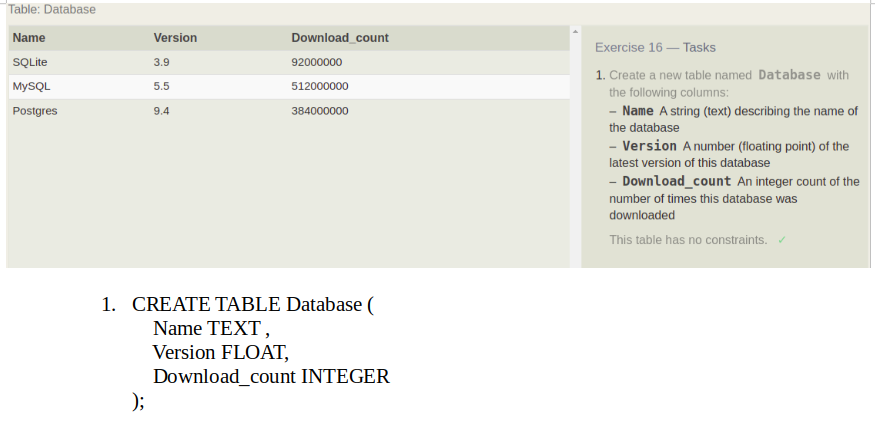 Table: Database
Name Version Download_count
SQLite 3.9 92000000
MySQL 5.5 512000000
Postgres 9.4 384000000
Exercise 16 — Tasks
1. Create a new table named Database with
the following columns:
– Name A string (text) describing the name of
the database
– Version A number (floating point) of the
latest version of this database
– Download_count An integer count of the
number of times this database was
downloaded
This table has no constraints. ✓
1. CREATE TABLE Database (
Name TEXT ,
Version FLOAT,
Download_count INTEGER
);